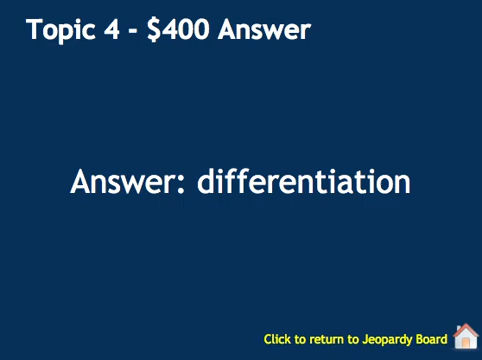 Topic 4 - $400 Answer
Answer: differentiation
Click to return to Jeopardy Board